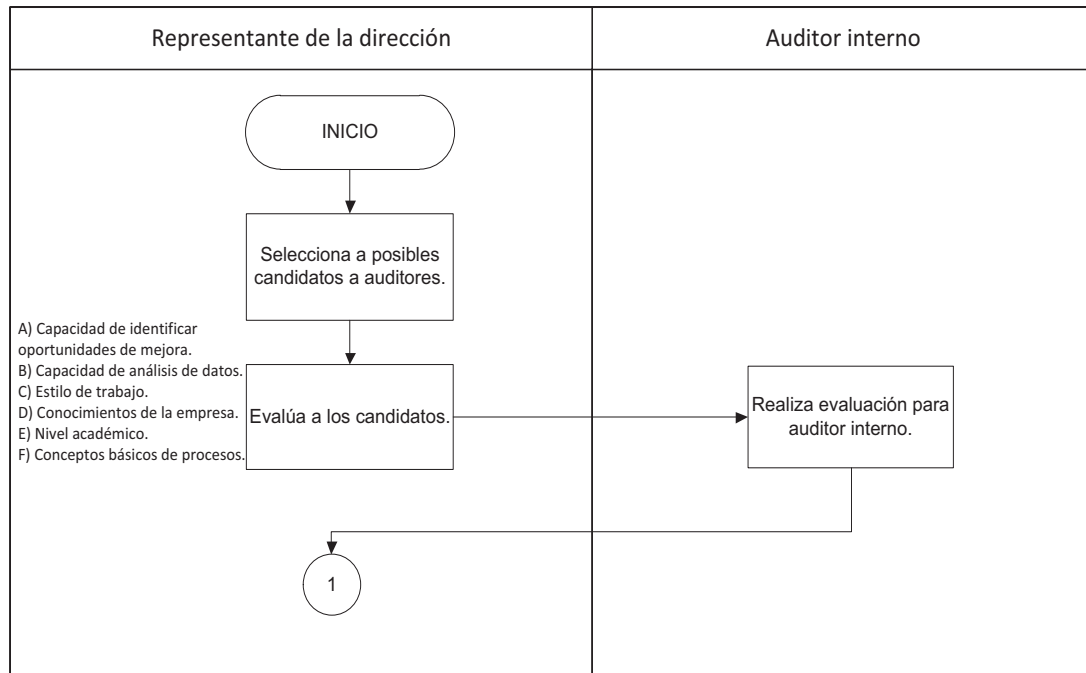 Representante de la dirección
Auditor interno
INICIO
Selecciona a posibles
candidatos a auditores.
A) Capacidad de identificar
oportunidades de mejora.
B) Capacidad de análisis de datos.
C) Estilo de trabajo.
D) Conocimientos de la empresa.
E) Nivel académico.
F) Conceptos básicos de procesos.
Evalúa a los candidatos.
Realiza evaluación para
auditor interno.
1